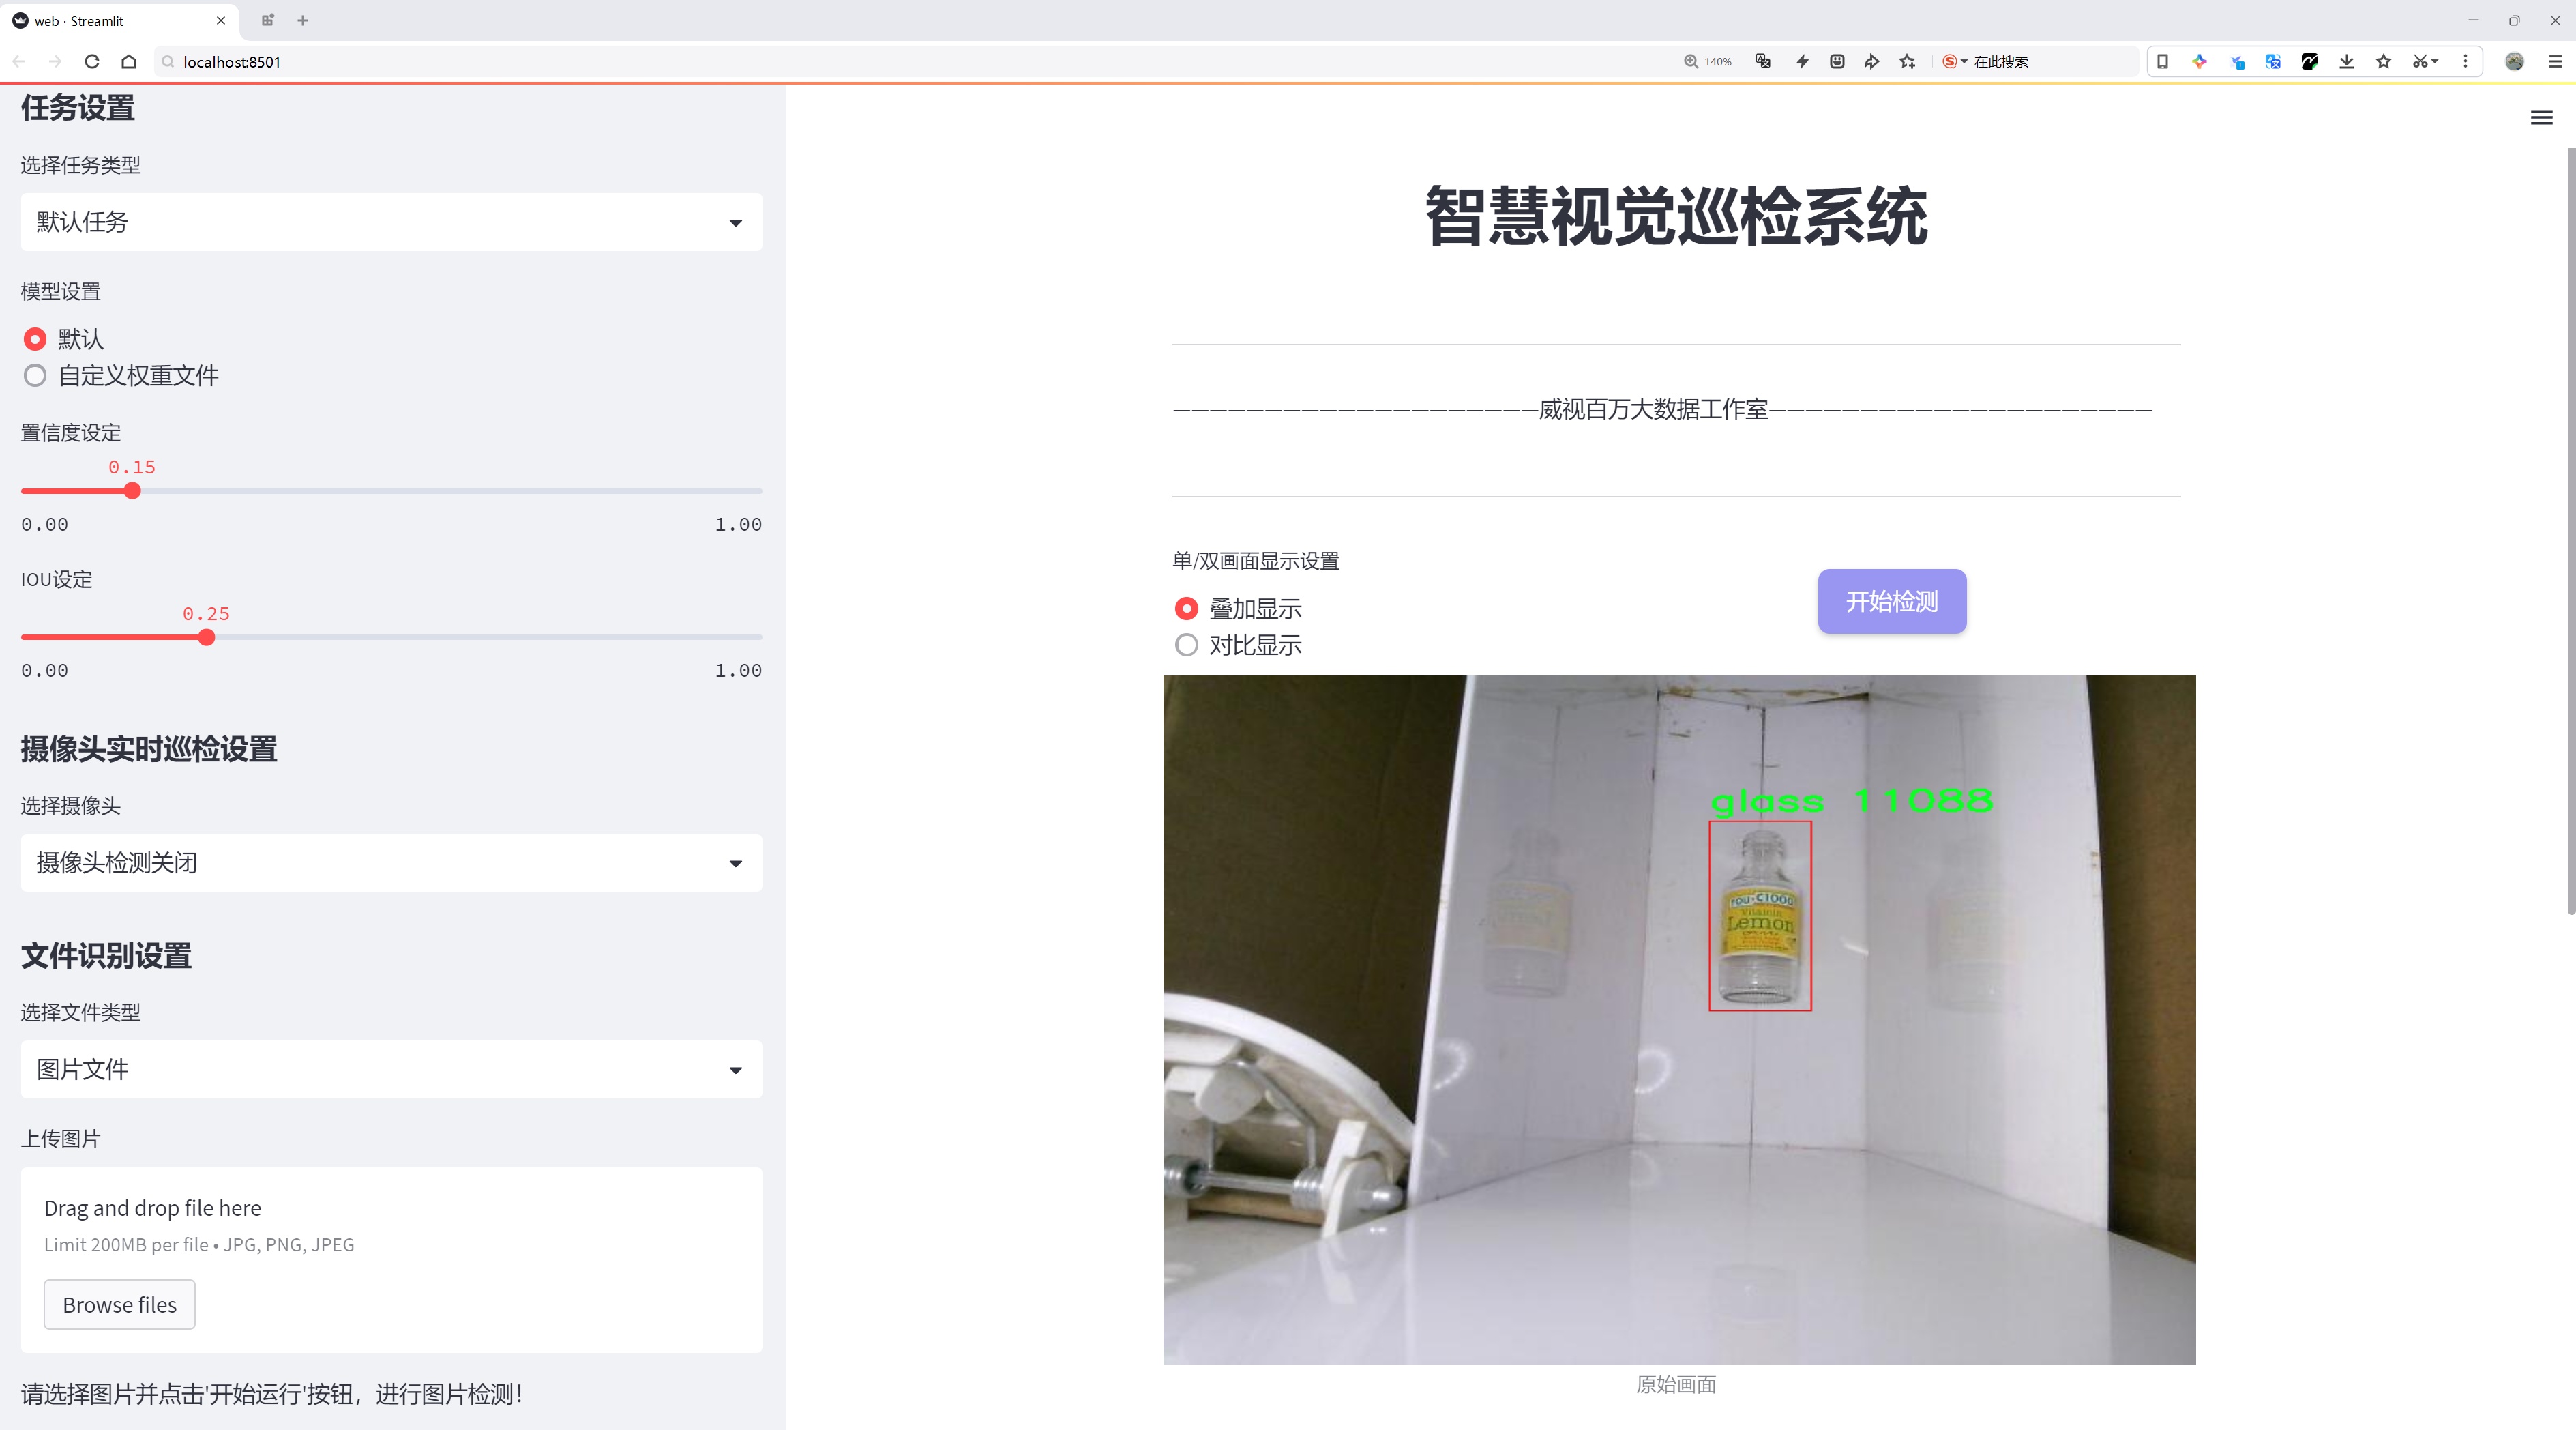 web · Streamlit
localhost:8501
140%
在此搜索
任务设置
选择任务类型
默认任务
模型设置
默认
自定义权重文件
置信度设定
0.15
0.00 1.00
IOU设定
0.25
0.00 1.00
摄像头实时巡检设置
选择摄像头
摄像头检测关闭
文件识别设置
选择文件类型
图片文件
上传图片
Drag and drop file here
Limit 200MB per file • JPG, PNG, JPEG
Browse files
请选择图片并点击'开始运行'按钮，进行图片检测！
智慧视觉巡检系统
————————————————————威视百万大数据工作室—————————————————————
单/双画面显示设置
叠加显示
对比显示
开始检测
glass 11088
YOU·C1000
Vitamin
Lemon
原始画面